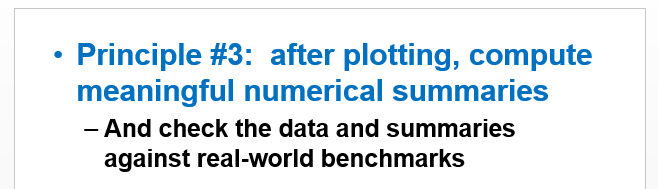 • Principle #3:  after plotting, compute
meaningful numerical summaries
– And check the data and summaries
against real-world benchmarks